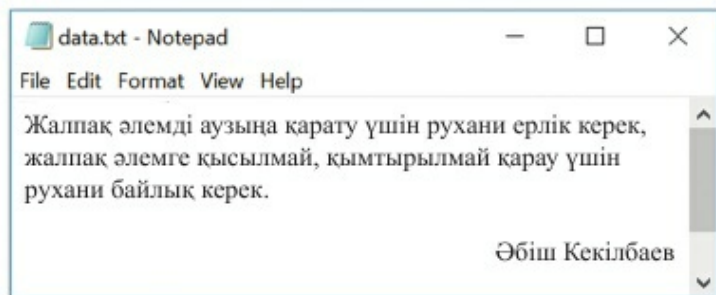 data.txt - Notepad
File Edit Format View Help
Жалпақ әлемді аузыңа қарату үшін рухани ерлік керек,
жалпақ әлемге қысылмай, қымтырылмай қарау үшін
рухани байлық керек.
Әбіш Кекілбаев